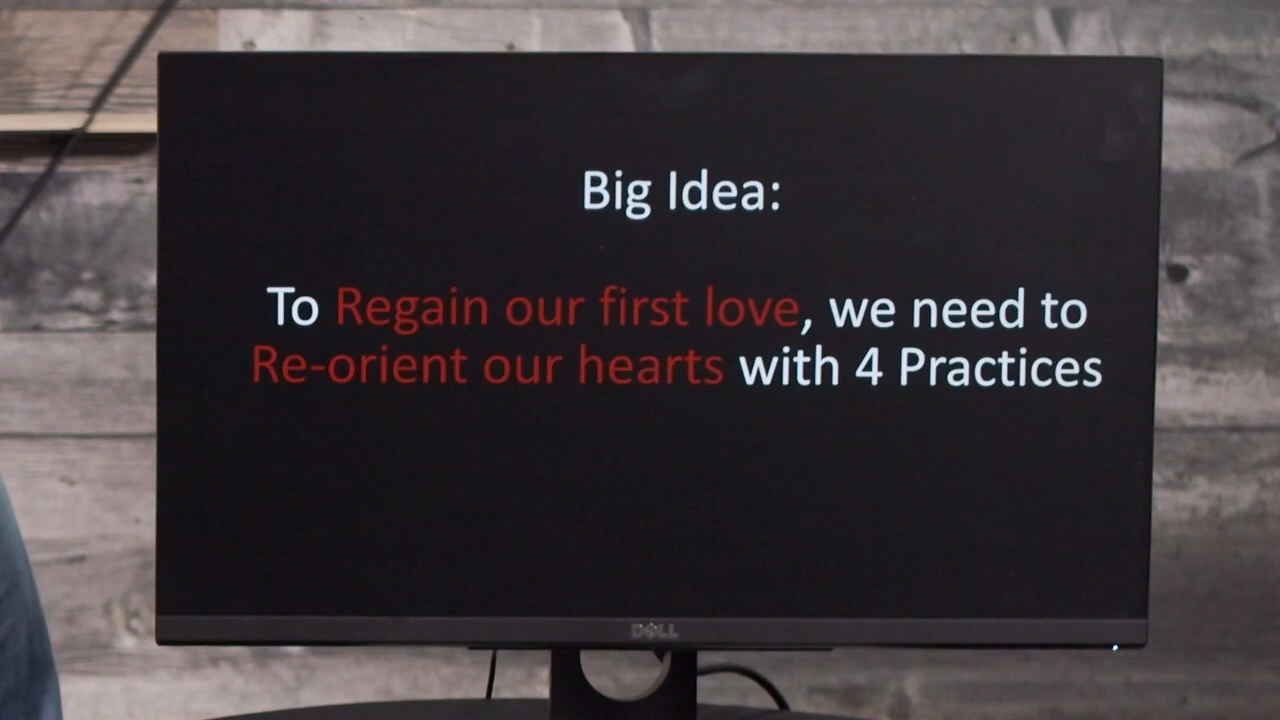 Big Idea:
To Regain our first love, we need to
Re-orient our hearts with 4 Practices
DELL